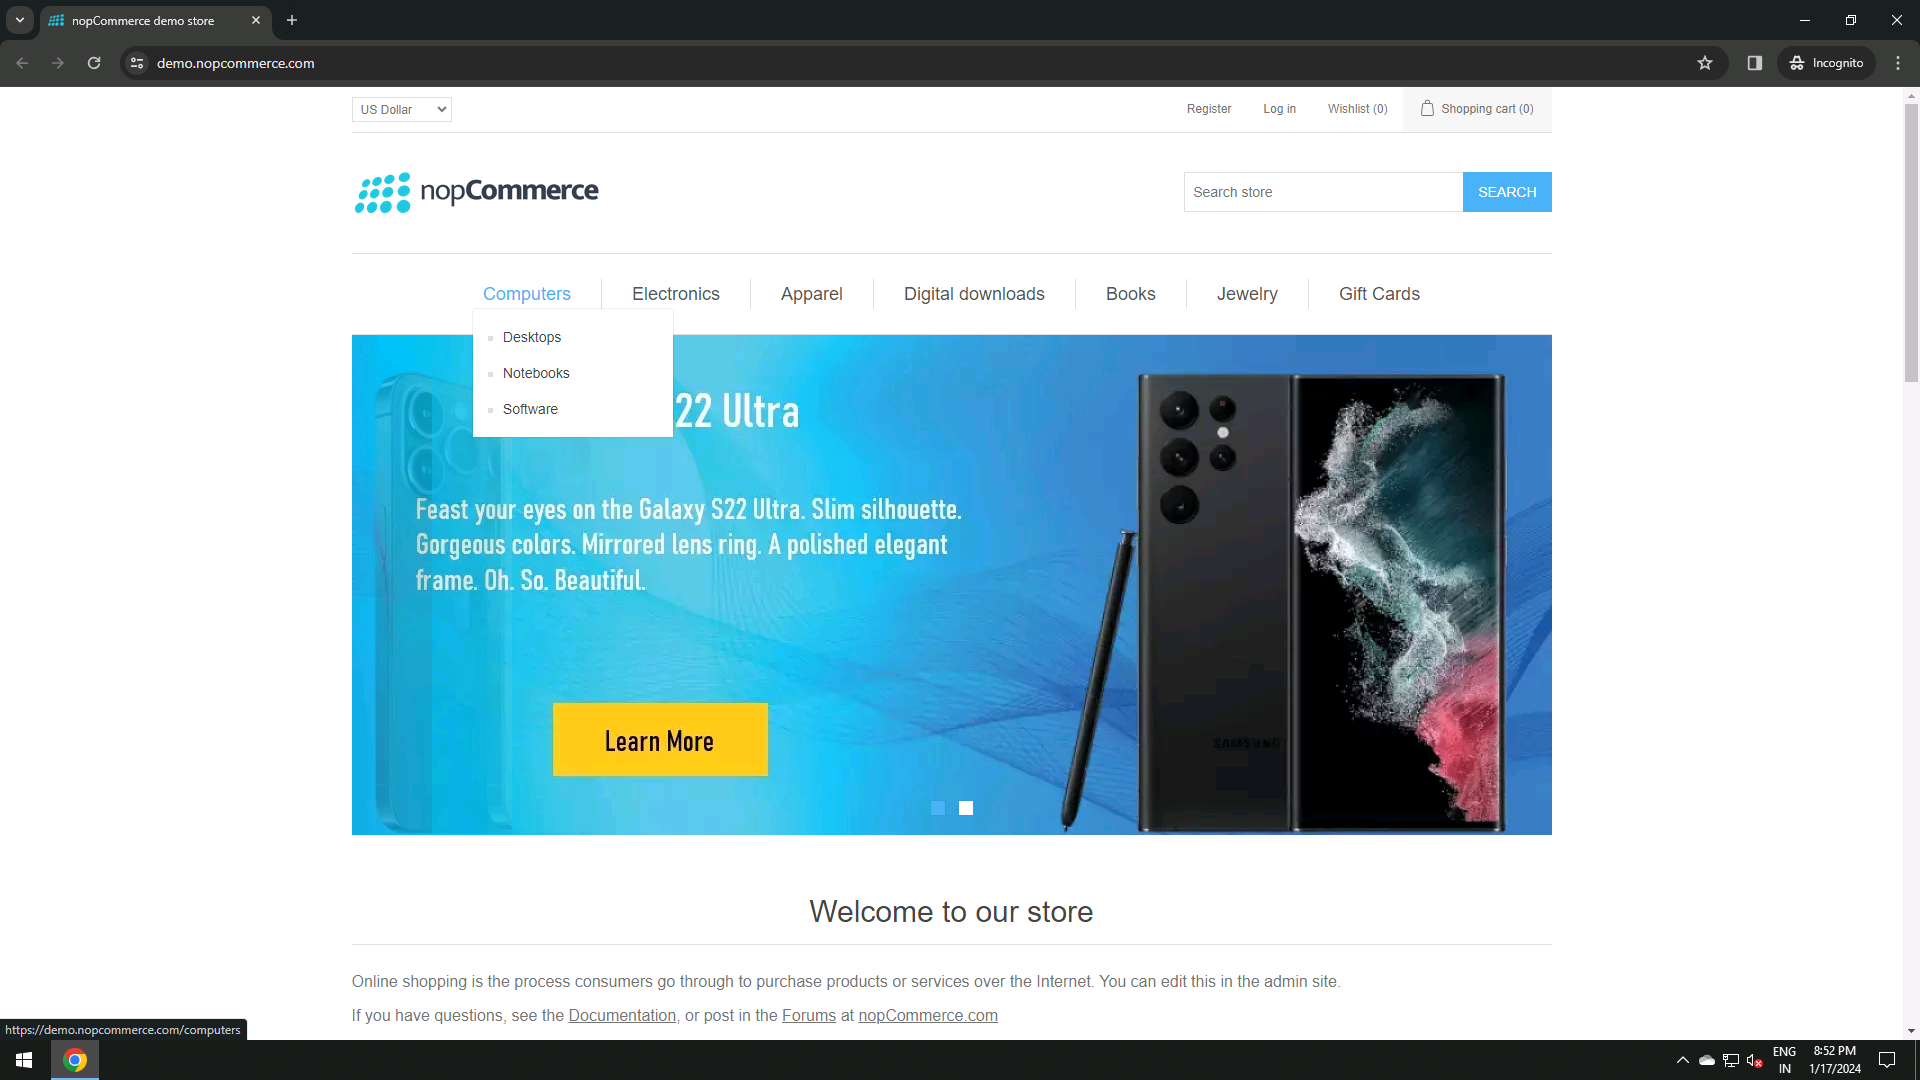 nopCommerce demo store
demo.nopcommerce.com
Incognito
US Dollar
Register
Log in
Wishlist (0)
Shopping cart (0)
nopCommerce
Search store
SEARCH
Computers
Electronics
Apparel
Digital downloads
Books
Jewelry
Gift Cards
Desktops
Notebooks
Software
22 Ultra
Feast your eyes on the Galaxy S22 Ultra. Slim silhouette.
Gorgeous colors. Mirrored lens ring. A polished elegant
frame. Oh. So. Beautiful.
SAMSUNG
Learn More
Welcome to our store
Online shopping is the process consumers go through to purchase products or services over the Internet. You can edit this in the admin site.
If you have questions, see the Documentation, or post in the Forums at nopCommerce.com
https://demo.nopcommerce.com/computers
ENG
IN
8:52 PM
1/17/2024